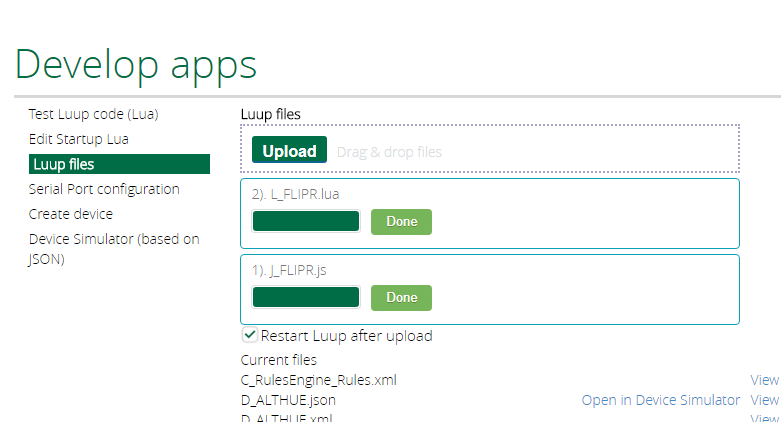 Develop apps
Test Luup code (Lua)
Edit Startup Lua
Luup files
Serial Port configuration
Create device
Device Simulator (based on
JSON)
Luup files
Upload Drag & drop files
2). L_FLIPR.lua
Done
1). J_FLIPR.js
Done
Restart Luup after upload
Current files
C_RulesEngine_Rules.xml View
D_ALTHUE.json Open in Device Simulator View
D_ALTHUE.xml View